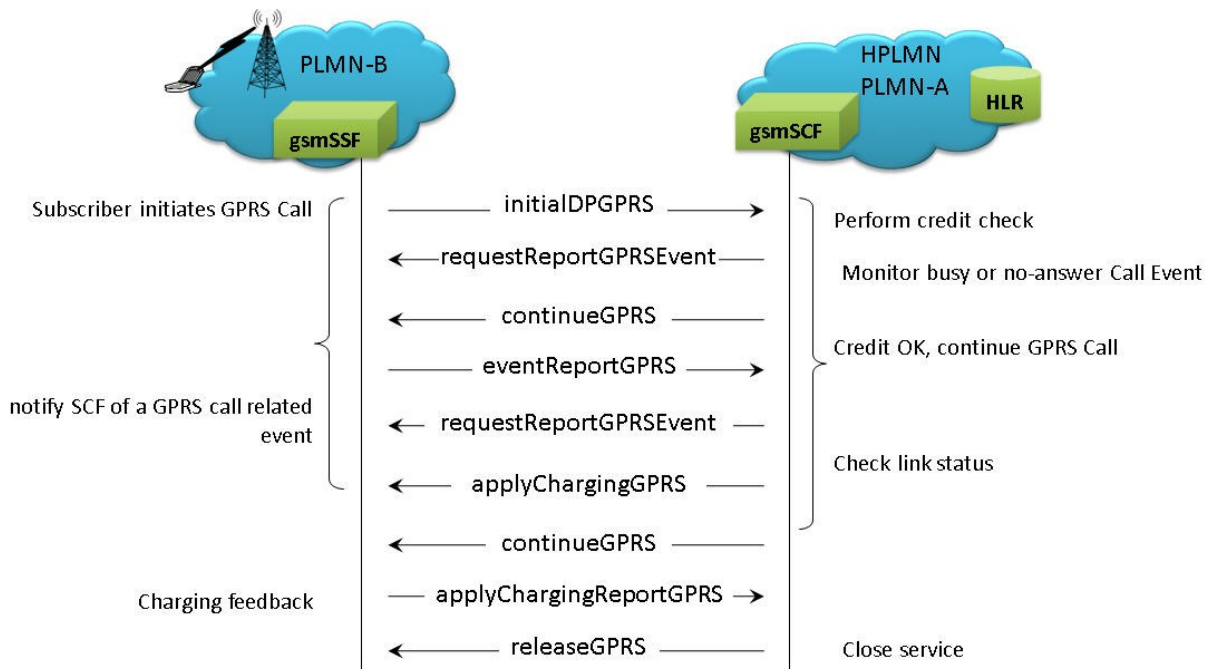 PLMN-B
HPLMN
PLMN-A
HLR
gsmSSF
gsmSCF
Subscriber initiates GPRS Call
initialDPGPRS
Perform credit check
requestReportGPRSEvent
Monitor busy or no-answer Call Event
continueGPRS
Credit OK, continue GPRS Call
eventReportGPRS
notify SCF of a GPRS call related
event
requestReportGPRSEvent
Check link status
applyChargingGPRS
continueGPRS
Charging feedback
applyChargingReportGPRS
releaseGPRS
Close service